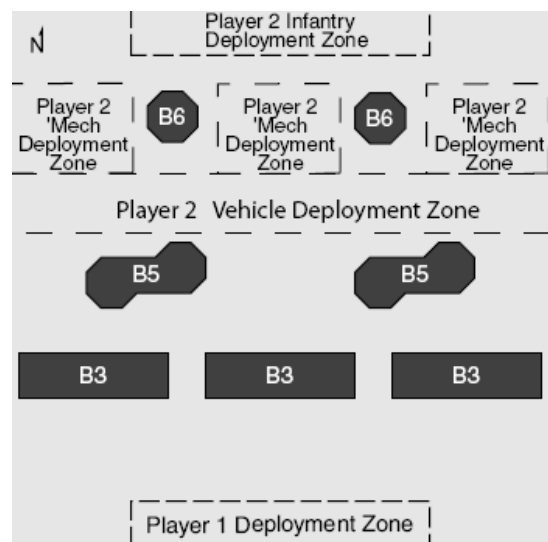 N
Player 2 Infantry
Deployment Zone
Player 2
'Mech
Deployment
Zone
B6
Player 2
'Mech
Deployment
Zone
B6
Player 2
'Mech
Deployment
Zone
Player 2 Vehicle Deployment Zone
B5
B5
B3
B3
B3
Player 1 Deployment Zone